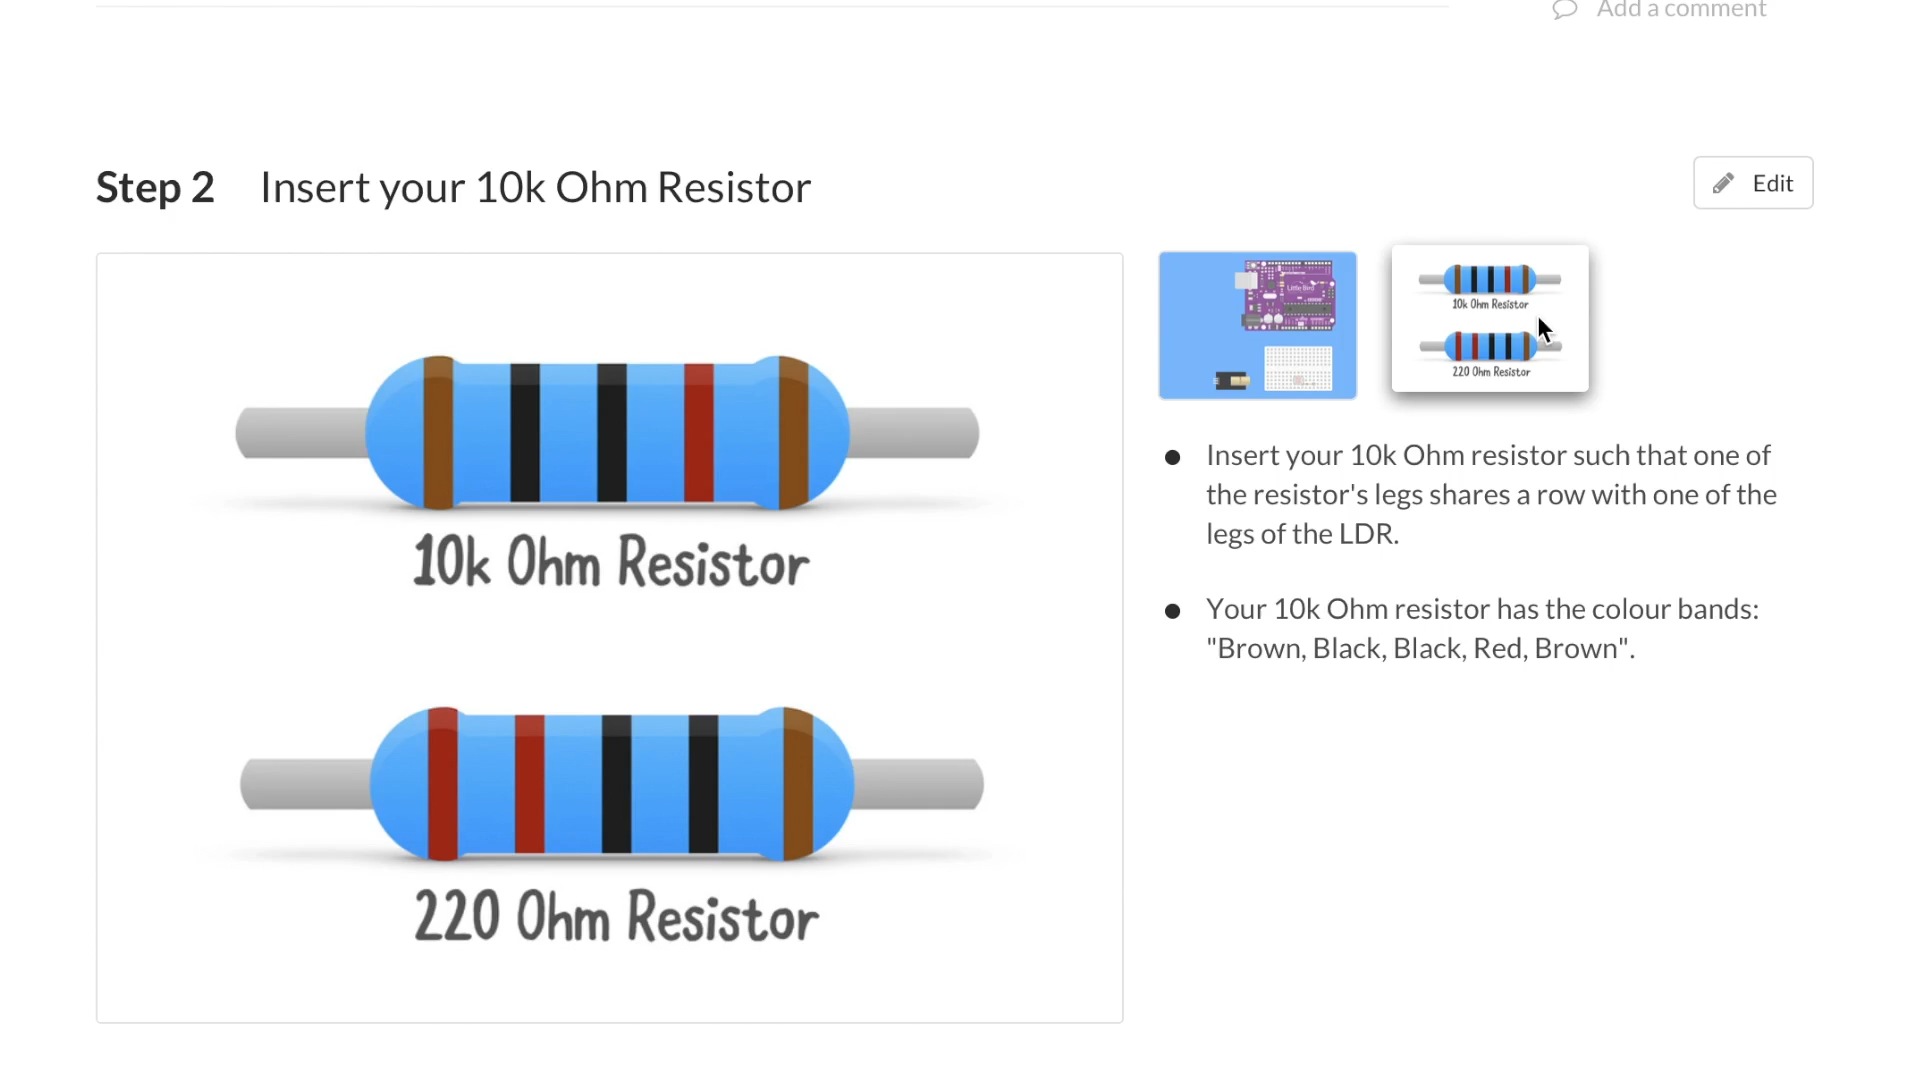 Add a comment
Step 2 Insert your 10k Ohm Resistor
Edit
10k Ohm Resistor
220 Ohm Resistor
Little Bird
10k Ohm Resistor
220 Ohm Resistor
Insert your 10k Ohm resistor such that one of
the resistor's legs shares a row with one of the
legs of the LDR.
Your 10k Ohm resistor has the colour bands:
"Brown, Black, Black, Red, Brown".